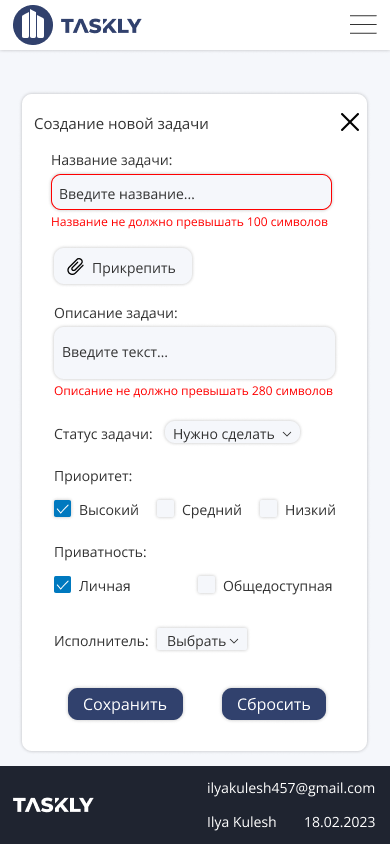 TASKLY
Создание новой задачи
Название задачи:
Введите название...
Название не должно превышать 100 символов
Прикрепить
Описание задачи:
Введите текст...
Описание не должно превышать 280 символов
Статус задачи: Нужно сделать
Приоритет:
Высокий Средний Низкий
Приватность:
Личная Общедоступная
Исполнитель: Выбрать
Сохранить Сбросить
ilyakulesh457@gmail.com
TASKLY
Ilya Kulesh 18.02.2023